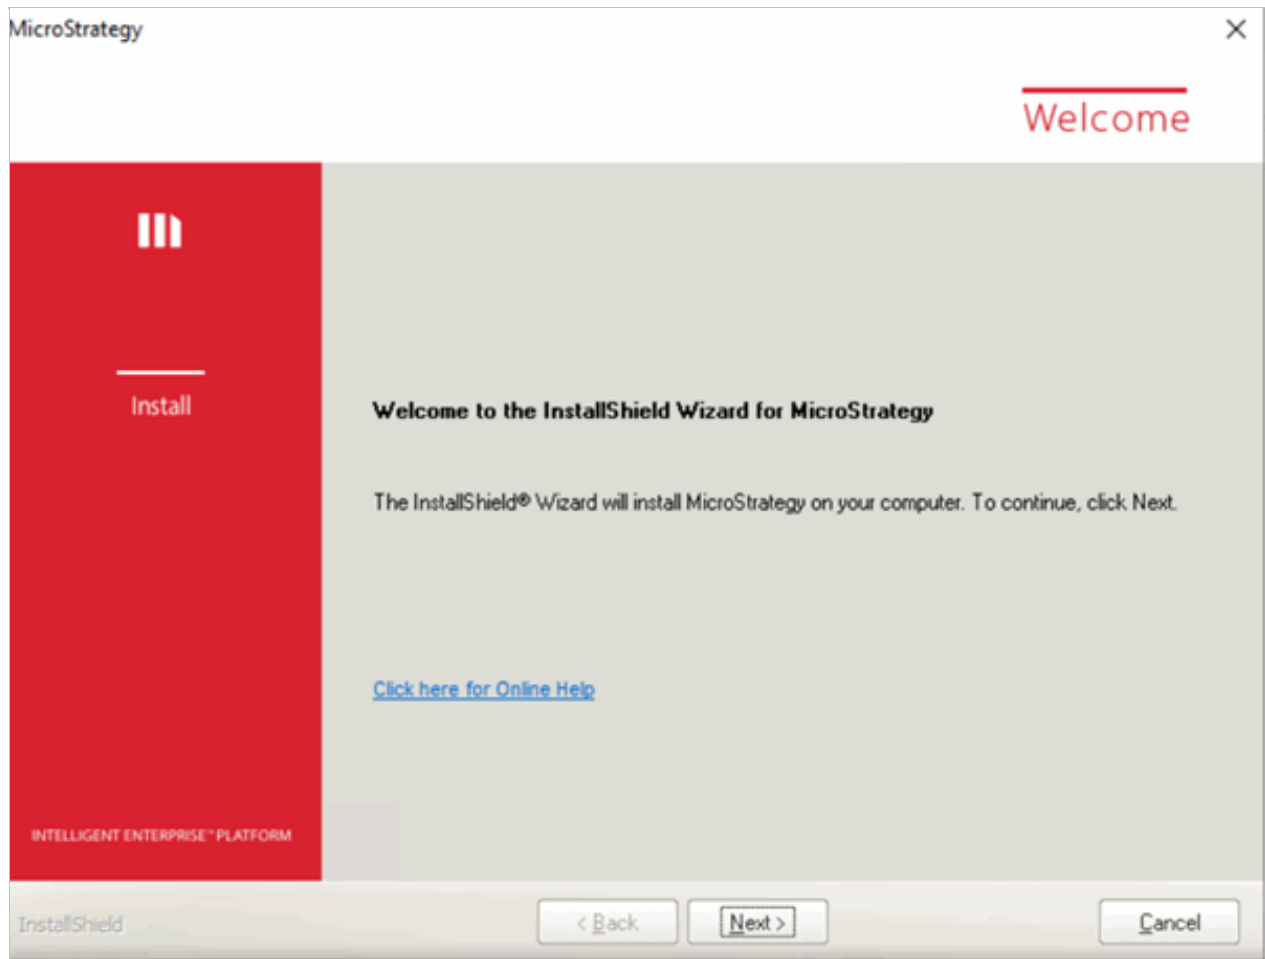 MicroStrategy
Welcome
Install
Welcome to the InstallShield Wizard for MicroStrategy
The InstallShield® Wizard will install MicroStrategy on your computer. To continue, click Next.
Click here for Online Help
INTELLIGENT ENTERPRISE™ PLATFORM
InstallShield
< Back
Next >
Cancel